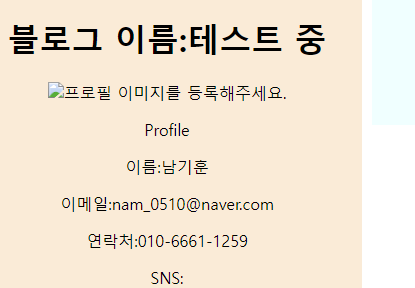 블로그 이름:테스트 중
프로필 이미지를 등록해주세요.
Profile
이름:남기훈
이메일:nam_0510@naver.com
연락처:010-6661-1259
SNS: